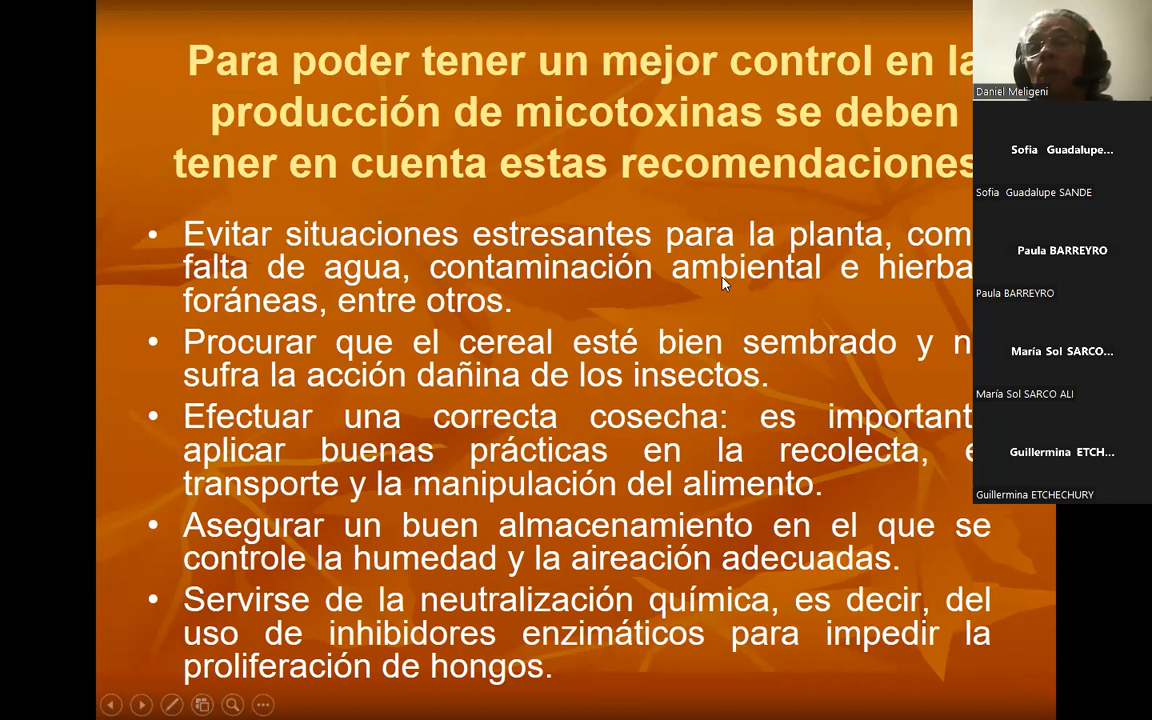 Para poder tener un mejor control en la
producción de micotoxinas se deben
tener en cuenta estas recomendaciones
• Evitar situaciones estresantes para la planta, com
falta de agua, contaminación ambiental e hierba
foráneas, entre otros.
• Procurar que el cereal esté bien sembrado y n
sufra la acción dañina de los insectos.
• Efectuar una correcta cosecha: es important
aplicar buenas prácticas en la recolecta, e
transporte y la manipulación del alimento.
• Asegurar un buen almacenamiento en el que se
controle la humedad y la aireación adecuadas.
• Servirse de la neutralización química, es decir, del
uso de inhibidores enzimáticos para impedir la
proliferación de hongos.
Daniel Meligeni
Sofia Guadalupe...
Sofia Guadalupe SANDE
Paula BARREYRO
Paula BARREYRO
María Sol SARCO...
María Sol SARCO ALI
Guillermina ETCH...
Guillermina ETCHECHURY